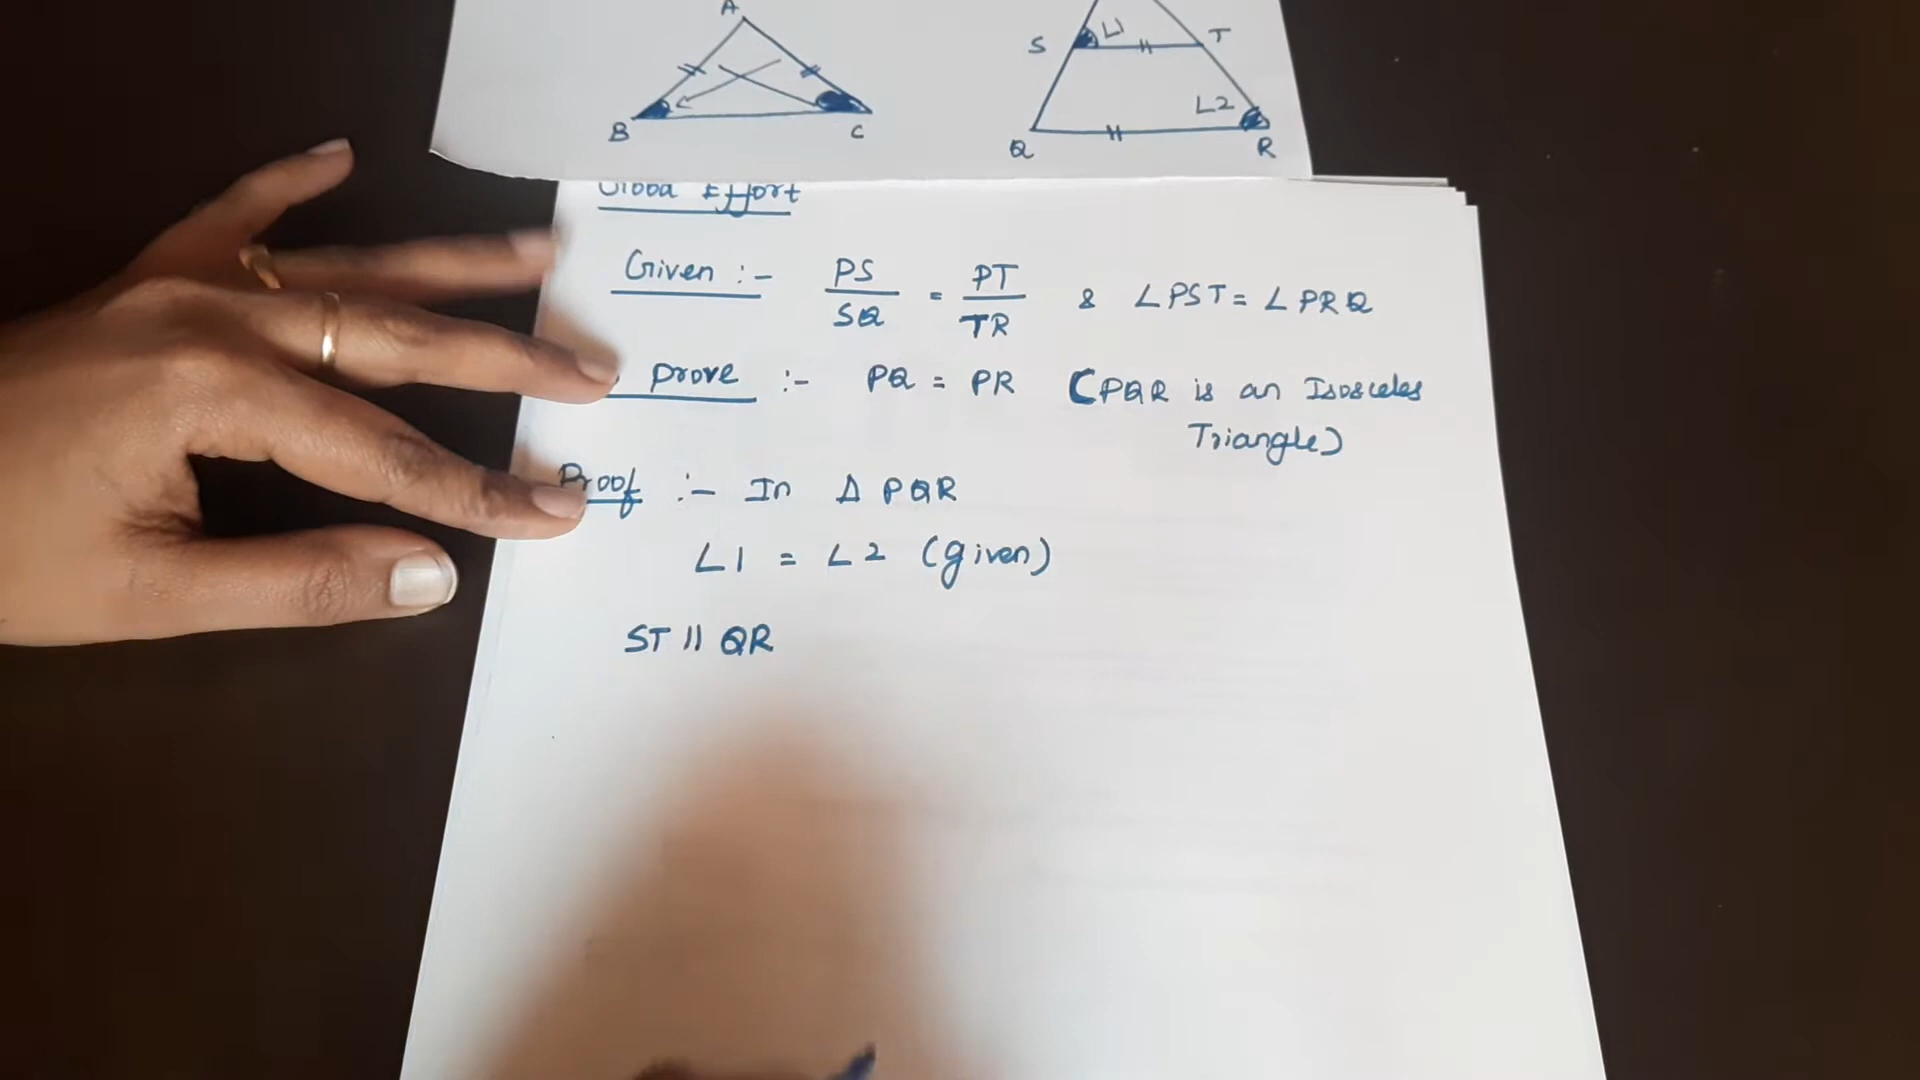 A
B
C
S
∠1
T
∠2
Q
R
Effort
Given :- PS/SQ = PT/TR & ∠PST = ∠PRQ
prove :- PQ = PR (PQR is an Isosceles
Triangle)
Proof :- In Δ PQR
∠1 = ∠2 (given)
ST || QR